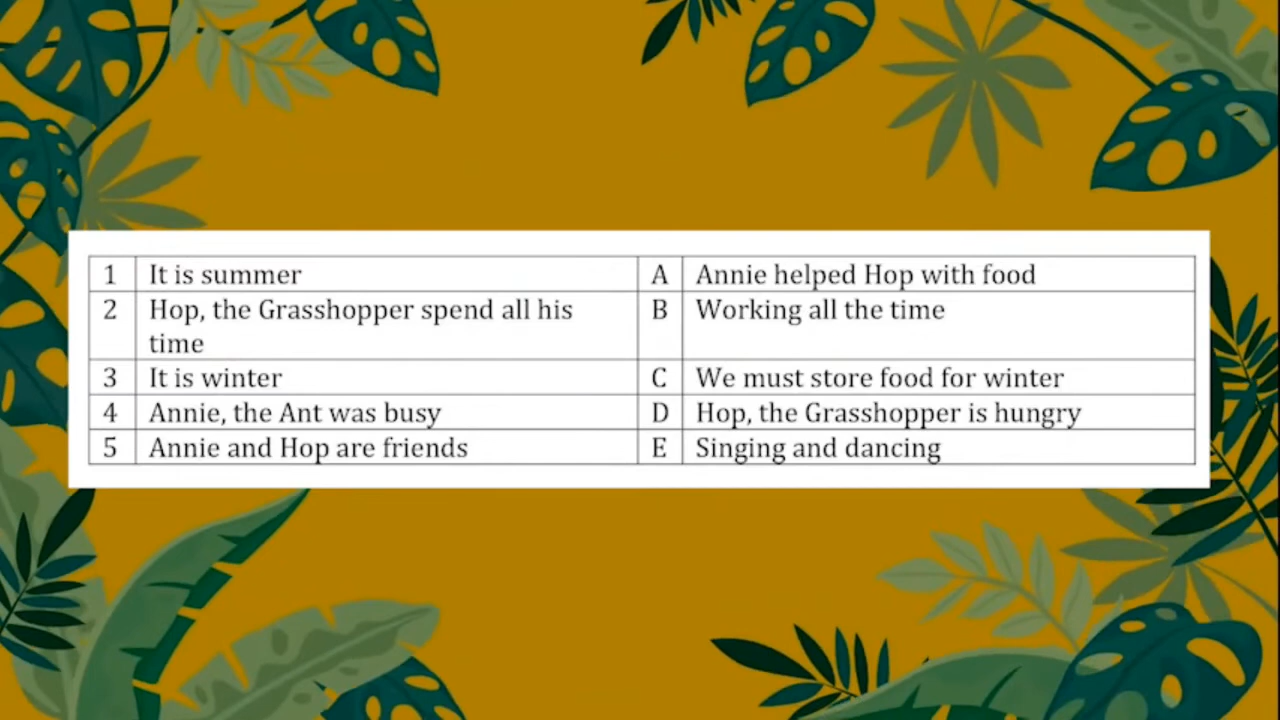 1 It is summer A Annie helped Hop with food
2 Hop, the Grasshopper spend all his B Working all the time
time
3 It is winter C We must store food for winter
4 Annie, the Ant was busy D Hop, the Grasshopper is hungry
5 Annie and Hop are friends E Singing and dancing